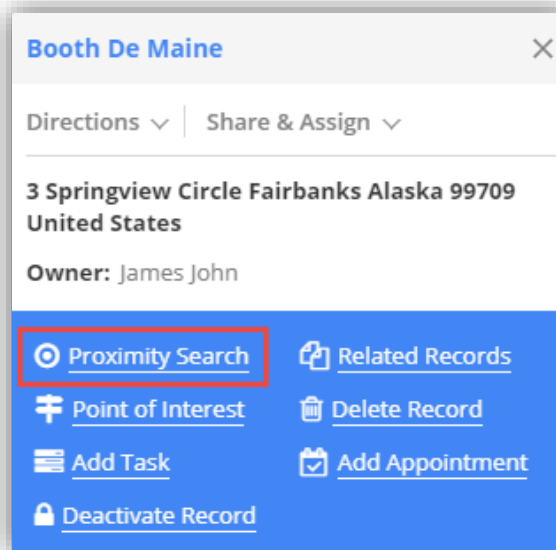 Booth De Maine
Directions
Share & Assign
3 Springview Circle Fairbanks Alaska 99709
United States
Owner: James John
Proximity Search
Related Records
Point of Interest
Delete Record
Add Task
Add Appointment
Deactivate Record